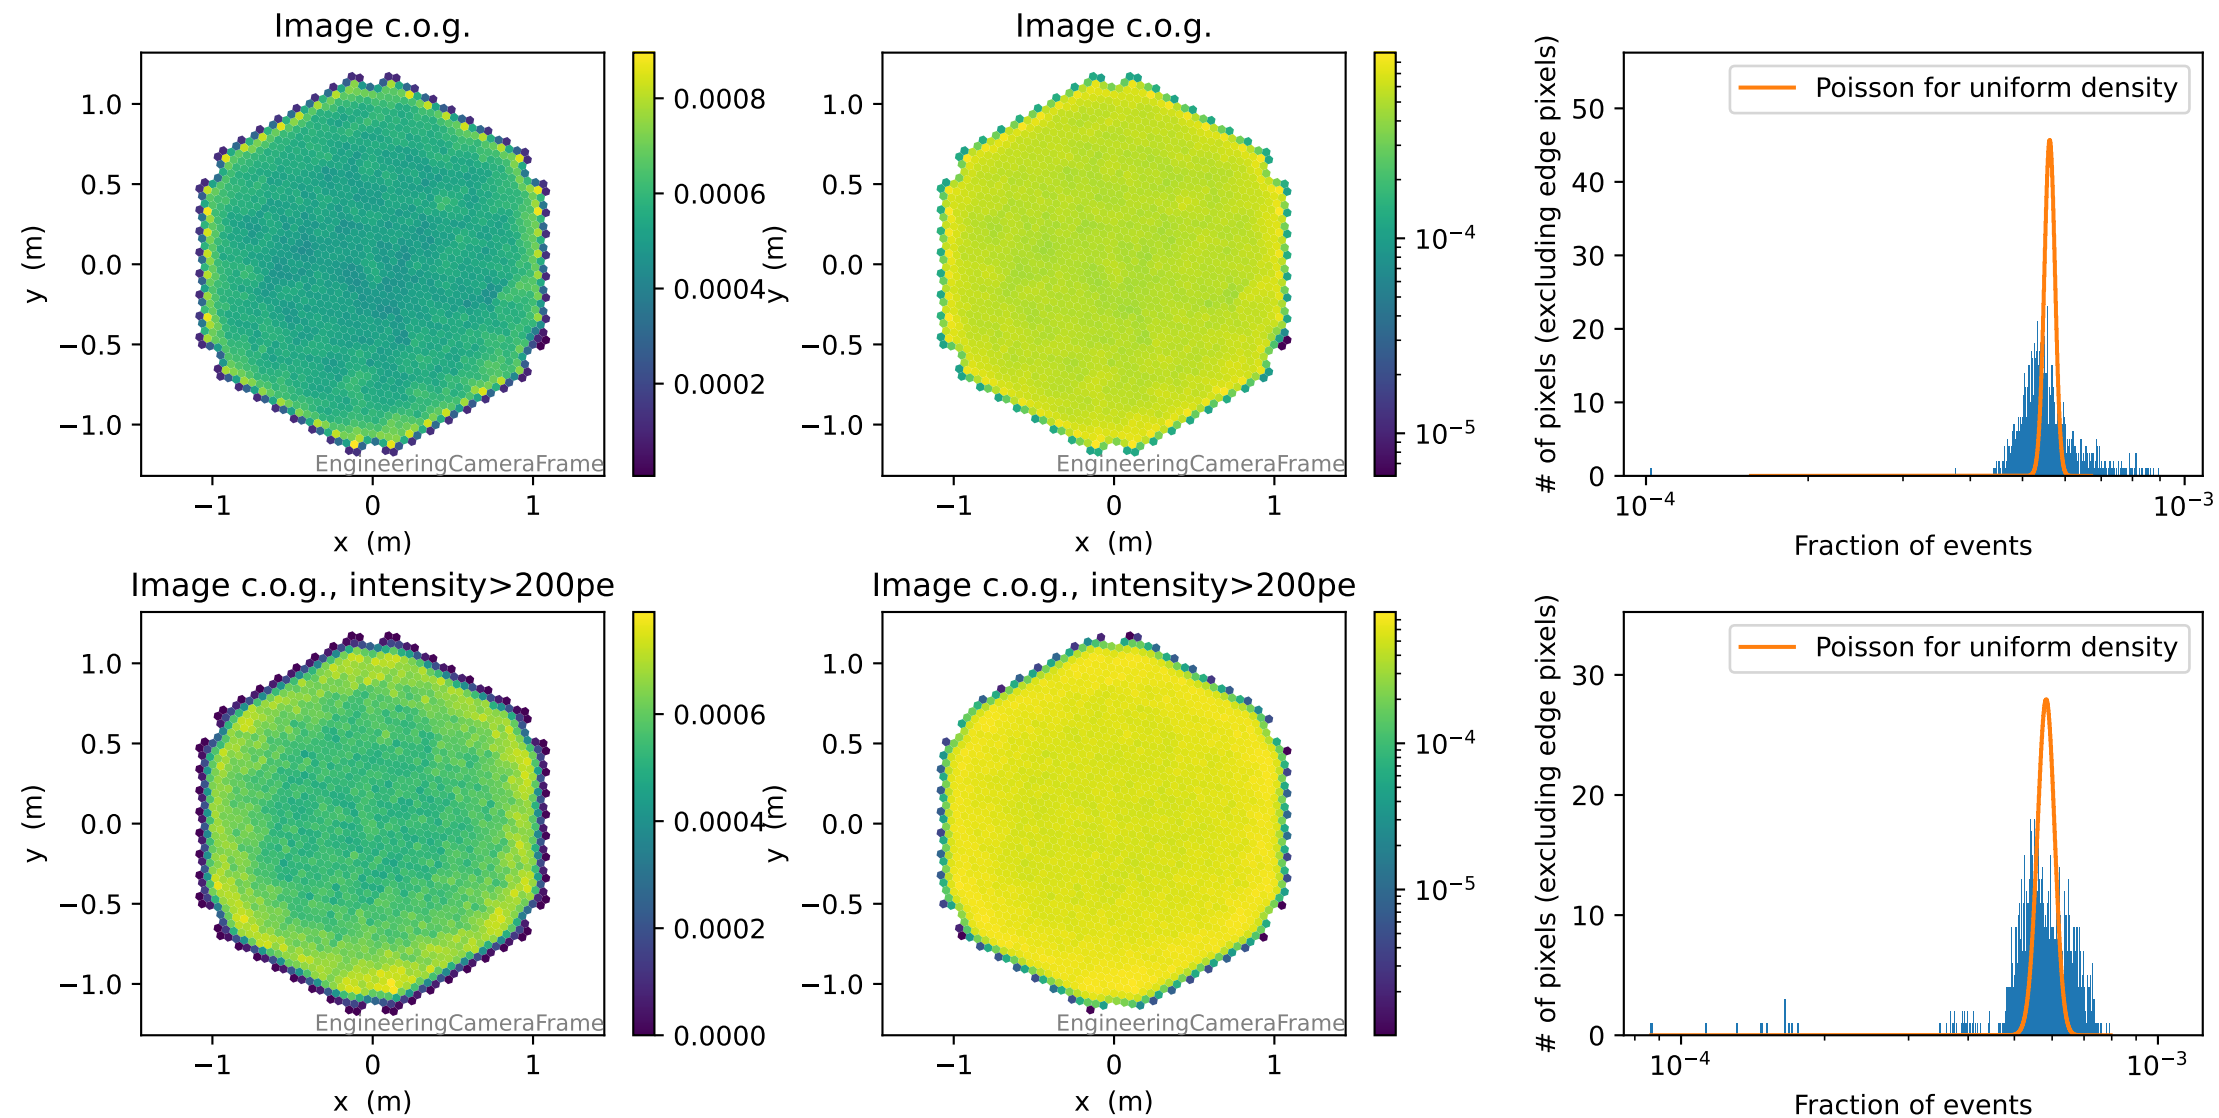 Image c.o.g.
y (m)
1.0
0.5
0.0
−0.5
−1.0
EngineeringCameraFrame
−1 0 1
x (m)
0.0008
0.0006
0.0004
0.0002
Image c.o.g.
y (m)
1.0
0.5
0.0
−0.5
−1.0
EngineeringCameraFrame
−1 0 1
x (m)
10⁻⁴
10⁻⁵
# of pixels (excluding edge pixels)
50
40
30
20
10
0
Poisson for uniform density
10⁻⁴ 10⁻³
Fraction of events
Image c.o.g., intensity>200pe
y (m)
1.0
0.5
0.0
−0.5
−1.0
EngineeringCameraFrame
−1 0 1
x (m)
0.0006
0.0004
0.0002
0.0000
Image c.o.g., intensity>200pe
y (m)
1.0
0.5
0.0
−0.5
−1.0
EngineeringCameraFrame
−1 0 1
x (m)
10⁻⁴
10⁻⁵
# of pixels (excluding edge pixels)
30
20
10
0
Poisson for uniform density
10⁻⁴ 10⁻³
Fraction of events